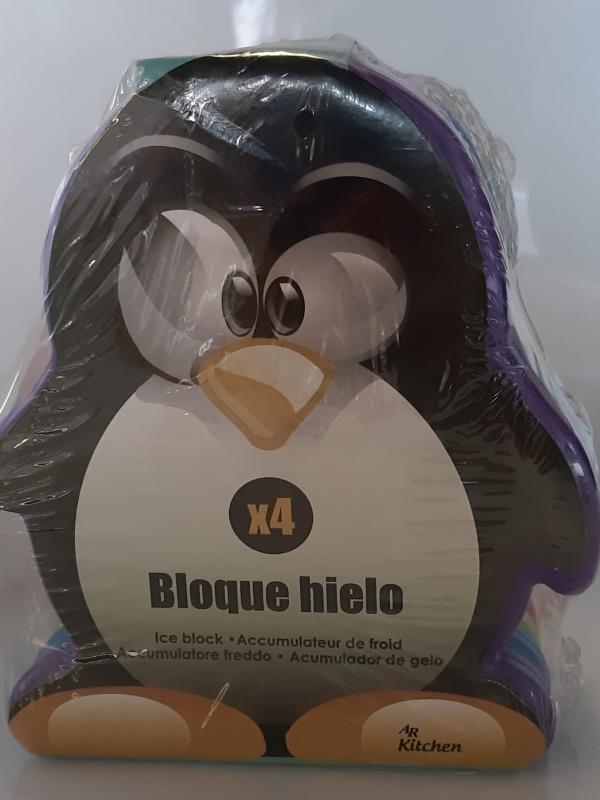 x4
Bloque hielo
Ice block • Accumulateur de froid
Accumulatore freddo • Acumulador de gelo
AR
Kitchen